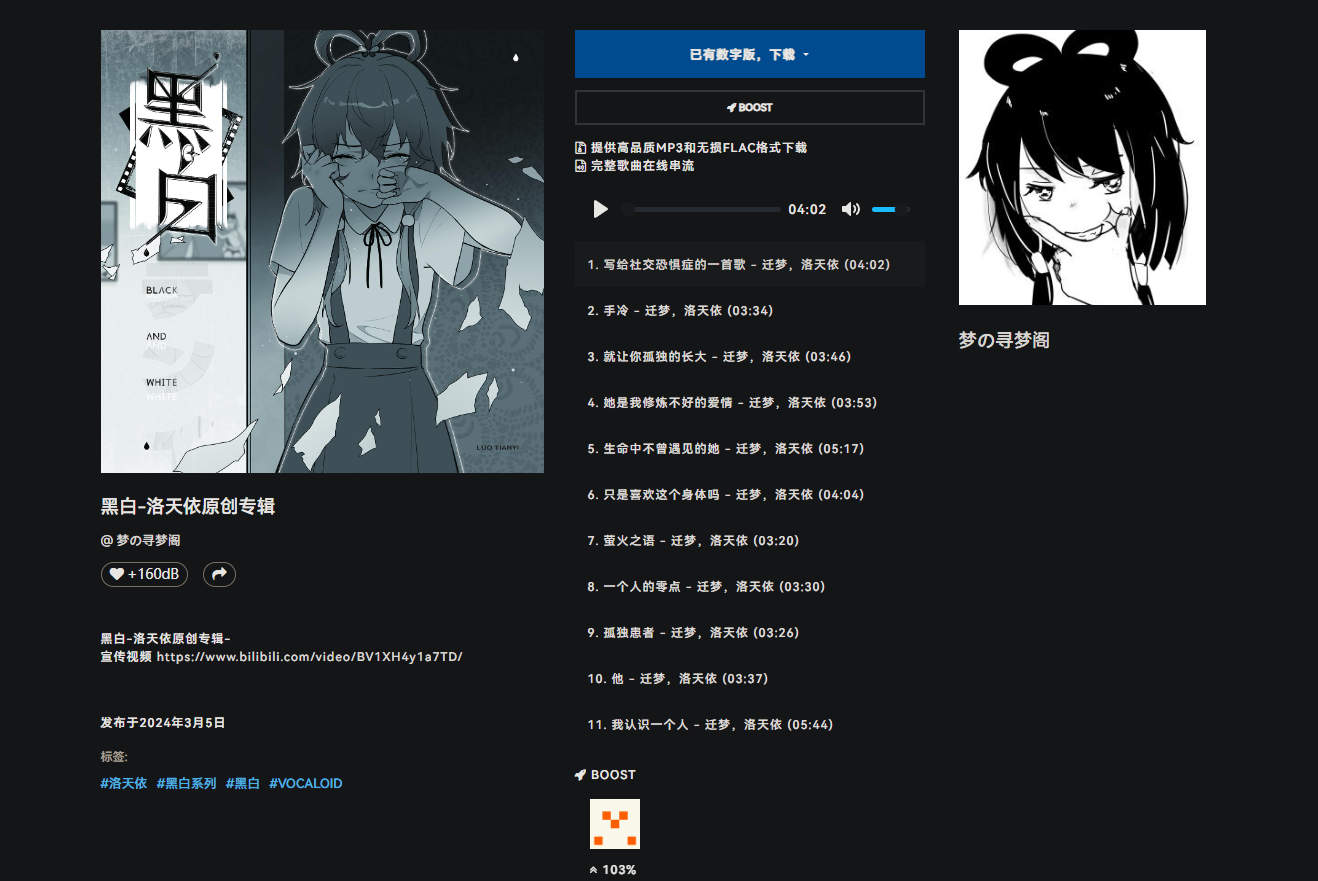 黑白
BLACK
AND
WHITE
WHITE
LUO TIANYI
黑白-洛天依原创专辑
@ 梦の寻梦阁
+160dB
黑白-洛天依原创专辑-
宣传视频 https://www.bilibili.com/video/BV1XH4y1a7TD/
发布于2024年3月5日
标签:
#洛天依 #黑白系列 #黑白 #VOCALOID
已有数字版，下载
BOOST
提供高品质MP3和无损FLAC格式下载
完整歌曲在线串流
04:02
1. 写给社交恐惧症的一首歌 - 迁梦，洛天依 (04:02)
2. 手冷 - 迁梦，洛天依 (03:34)
3. 就让你孤独的长大 - 迁梦，洛天依 (03:46)
4. 她是我修炼不好的爱情 - 迁梦，洛天依 (03:53)
5. 生命中不曾遇见的她 - 迁梦，洛天依 (05:17)
6. 只是喜欢这个身体吗 - 迁梦，洛天依 (04:04)
7. 萤火之语 - 迁梦，洛天依 (03:20)
8. 一个人的零点 - 迁梦，洛天依 (03:30)
9. 孤独患者 - 迁梦，洛天依 (03:26)
10. 他 - 迁梦，洛天依 (03:37)
11. 我认识一个人 - 迁梦，洛天依 (05:44)
BOOST
103%
梦の寻梦阁